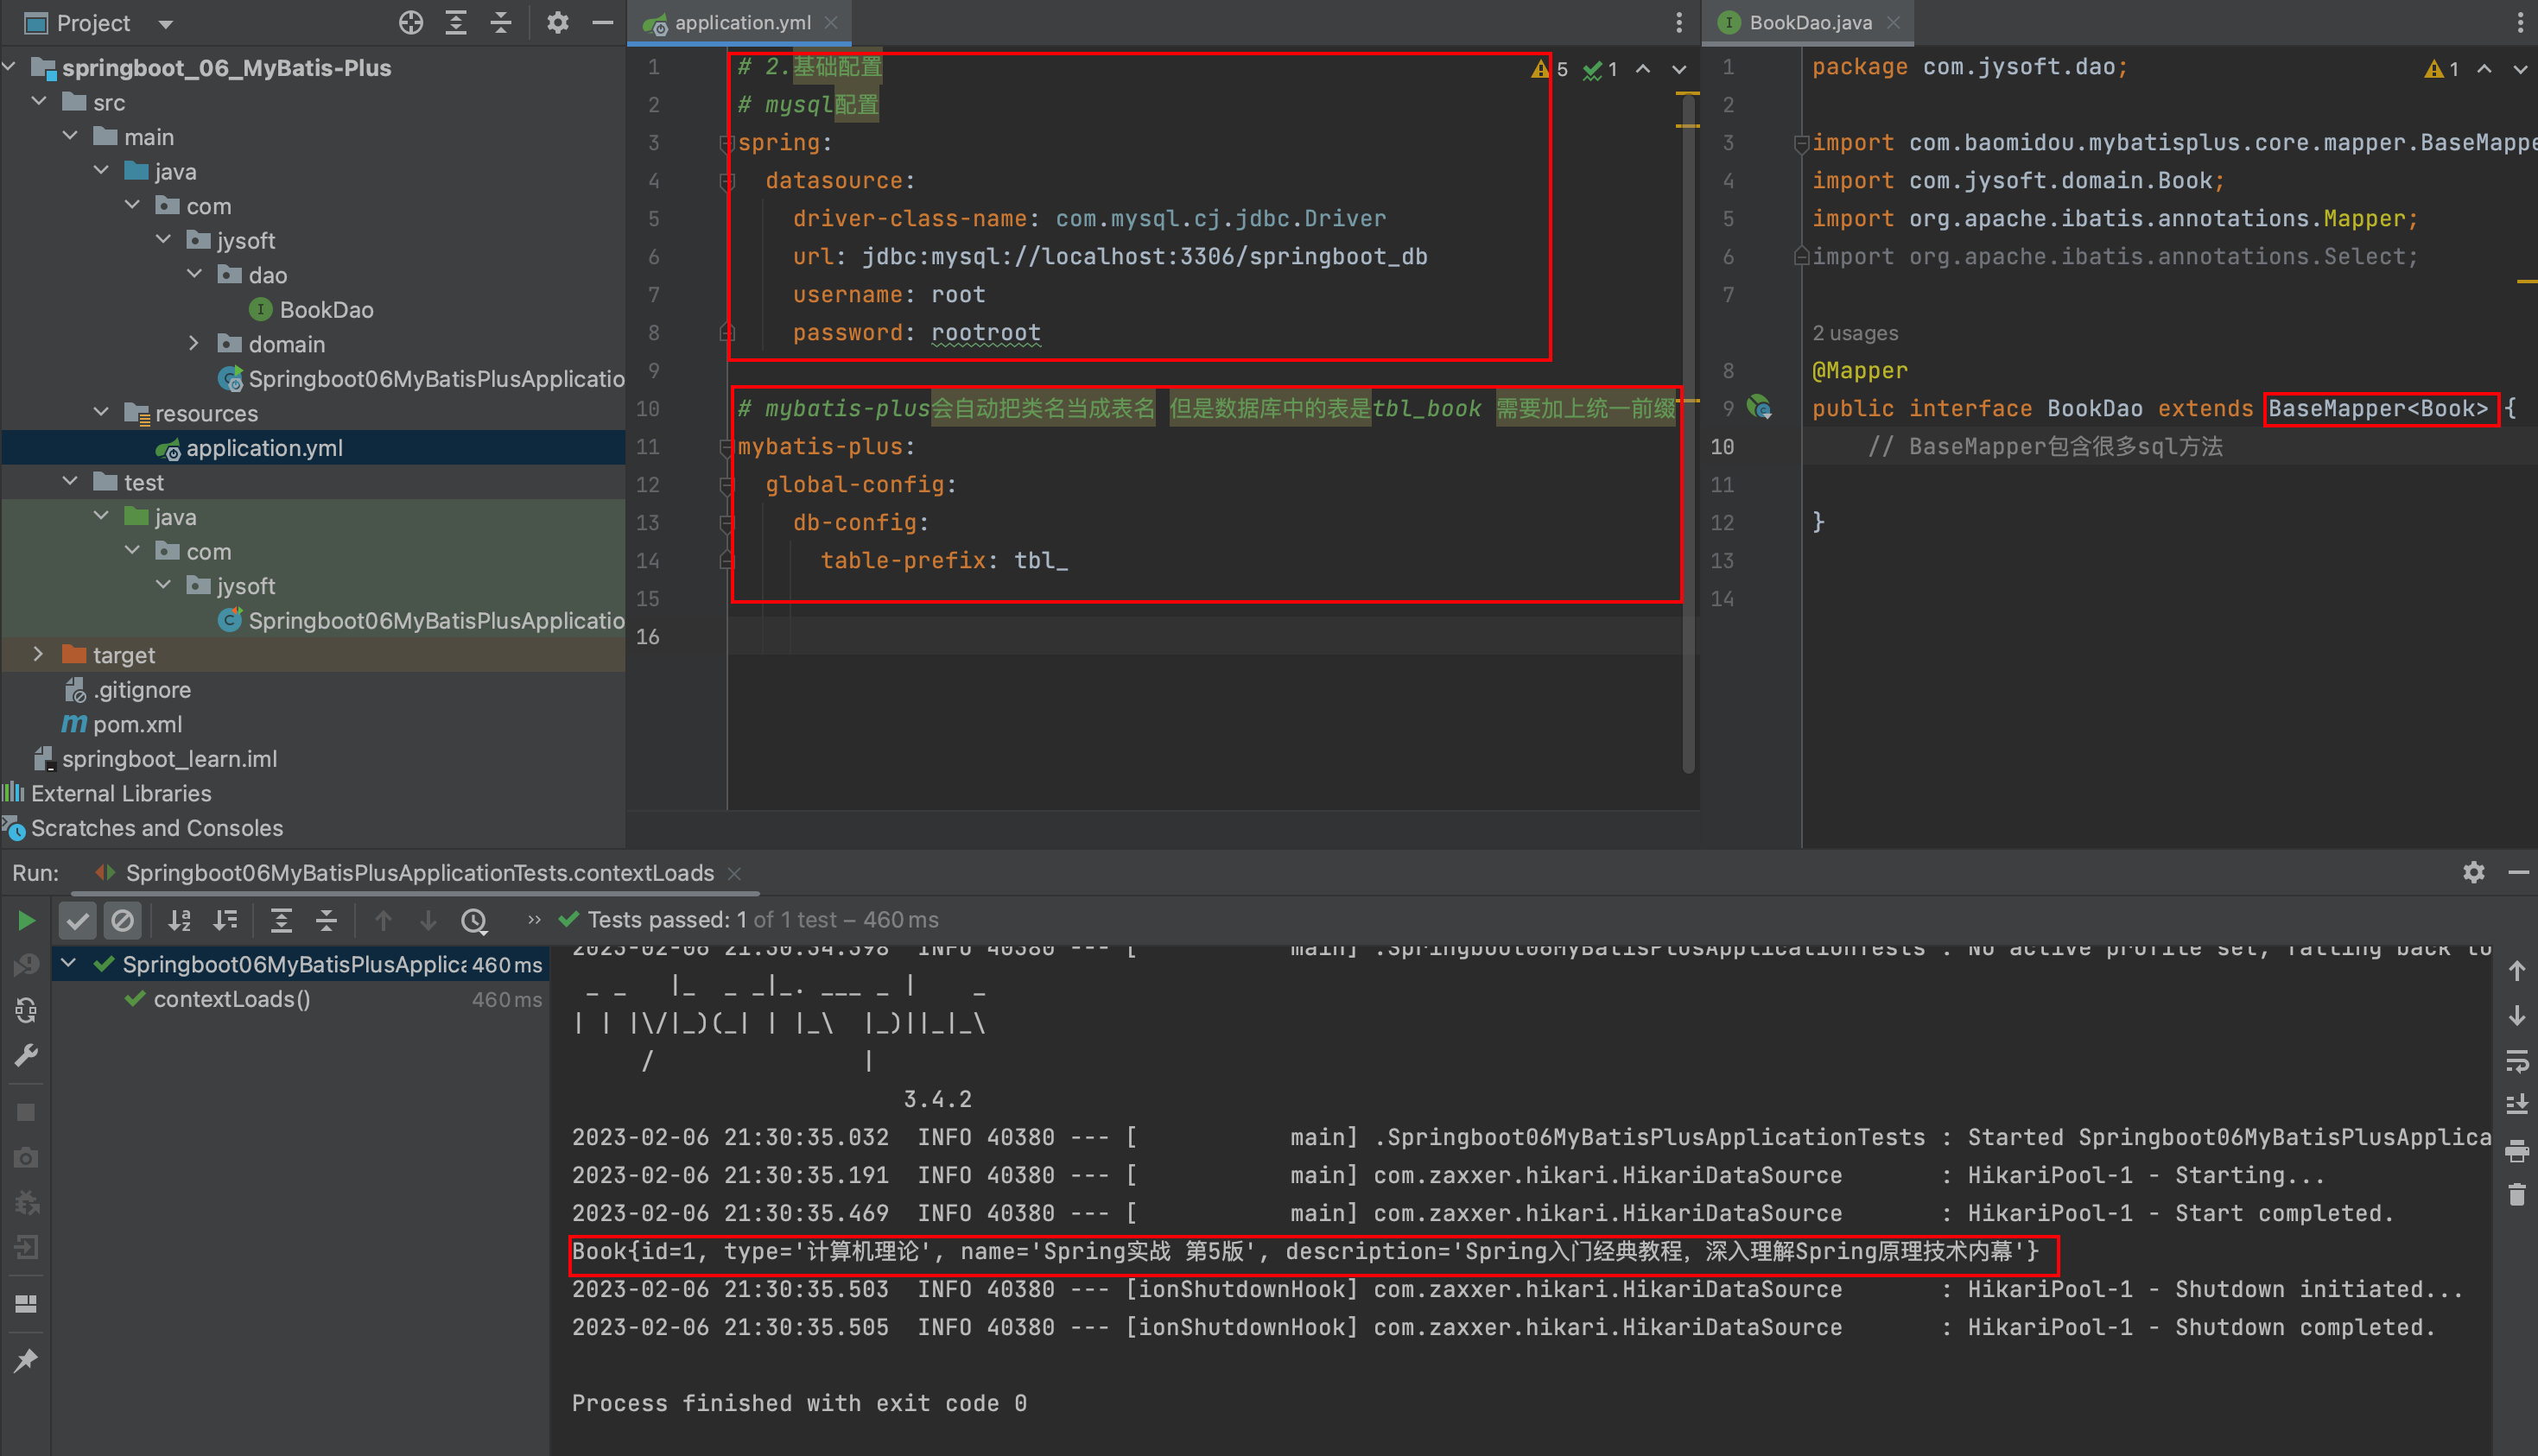 Project
springboot_06_MyBatis-Plus
src
main
java
com
jysoft
dao
BookDao
domain
Springboot06MyBatisPlusApplicatio
resources
application.yml
test
java
com
jysoft
Springboot06MyBatisPlusApplicatio
target
.gitignore
pom.xml
springboot_learn.iml
External Libraries
Scratches and Consoles
application.yml
5 1
1 # 2.基础配置
2 # mysql配置
3 spring:
4 datasource:
5 driver-class-name: com.mysql.cj.jdbc.Driver
6 url: jdbc:mysql://localhost:3306/springboot_db
7 username: root
8 password: rootroot
9
10 # mybatis-plus会自动把类名当成表名 但是数据库中的表是tbl_book 需要加上统一前缀
11 mybatis-plus:
12 global-config:
13 db-config:
14 table-prefix: tbl_
15
16
BookDao.java
1
1 package com.jysoft.dao;
2
3 import com.baomidou.mybatisplus.core.mapper.BaseMappe
4 import com.jysoft.domain.Book;
5 import org.apache.ibatis.annotations.Mapper;
6 import org.apache.ibatis.annotations.Select;
7
2 usages
8 @Mapper
9 public interface BookDao extends BaseMapper<Book> {
10 // BaseMapper包含很多sql方法
11
12 }
13
14
Run: Springboot06MyBatisPlusApplicationTests.contextLoads
Tests passed: 1 of 1 test – 460 ms
Springboot06MyBatisPlusApplica 460 ms
contextLoads() 460 ms
2023-02-06 21:30:34.598  INFO 40380 --- [           main] .Springboot06MyBatisPlusApplicationTests : No active profile set, falling back to
 _ _   |_  _ _|_. ___ _ |    _
| | |\/|_)(_| | |_\  |_)||_|_\
     /               |
                        3.4.2
2023-02-06 21:30:35.032  INFO 40380 --- [           main] .Springboot06MyBatisPlusApplicationTests : Started Springboot06MyBatisPlusApplica
2023-02-06 21:30:35.191  INFO 40380 --- [           main] com.zaxxer.hikari.HikariDataSource       : HikariPool-1 - Starting...
2023-02-06 21:30:35.469  INFO 40380 --- [           main] com.zaxxer.hikari.HikariDataSource       : HikariPool-1 - Start completed.
Book{id=1, type='计算机理论', name='Spring实战 第5版', description='Spring入门经典教程，深入理解Spring原理技术内幕'}
2023-02-06 21:30:35.503  INFO 40380 --- [ionShutdownHook] com.zaxxer.hikari.HikariDataSource       : HikariPool-1 - Shutdown initiated...
2023-02-06 21:30:35.505  INFO 40380 --- [ionShutdownHook] com.zaxxer.hikari.HikariDataSource       : HikariPool-1 - Shutdown completed.
Process finished with exit code 0